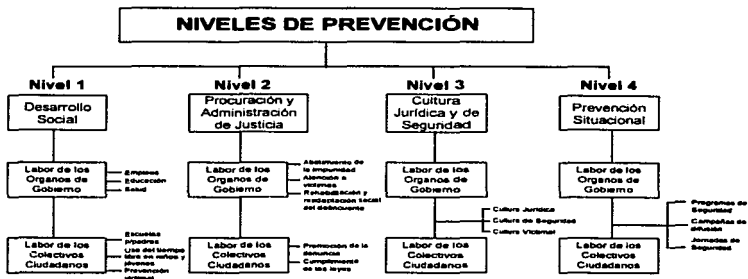 NIVELES DE PREVENCIÓN
Nivel 1
Desarrollo
Social
Labor de los
Organos de
Gobierno
Empleo
Educación
Salud
Labor de los
Colectivos
Ciudadanos
Escuelas
p/padres
Uso del tiempo
libre en niños y
jóvenes
Prevención
victimal
Nivel 2
Procuración y
Administración
de Justicia
Labor de los
Organos de
Gobierno
Abatimiento de
la impunidad
Atención a
víctimas
Rehabilitación y
readaptación social
del delincuente
Labor de los
Colectivos
Ciudadanos
Promoción de la
denuncia
Cumplimiento
de las leyes
Nivel 3
Cultura
Jurídica y de
Seguridad
Labor de los
Organos de
Gobierno
Cultura Jurídica
Cultura de Seguridad
Cultura Victimal
Labor de los
Colectivos
Ciudadanos
Nivel 4
Prevención
Situacional
Labor de los
Organos de
Gobierno
Programas de
Seguridad
Campañas de
difusión
Jornadas de
Seguridad
Labor de los
Colectivos
Ciudadanos